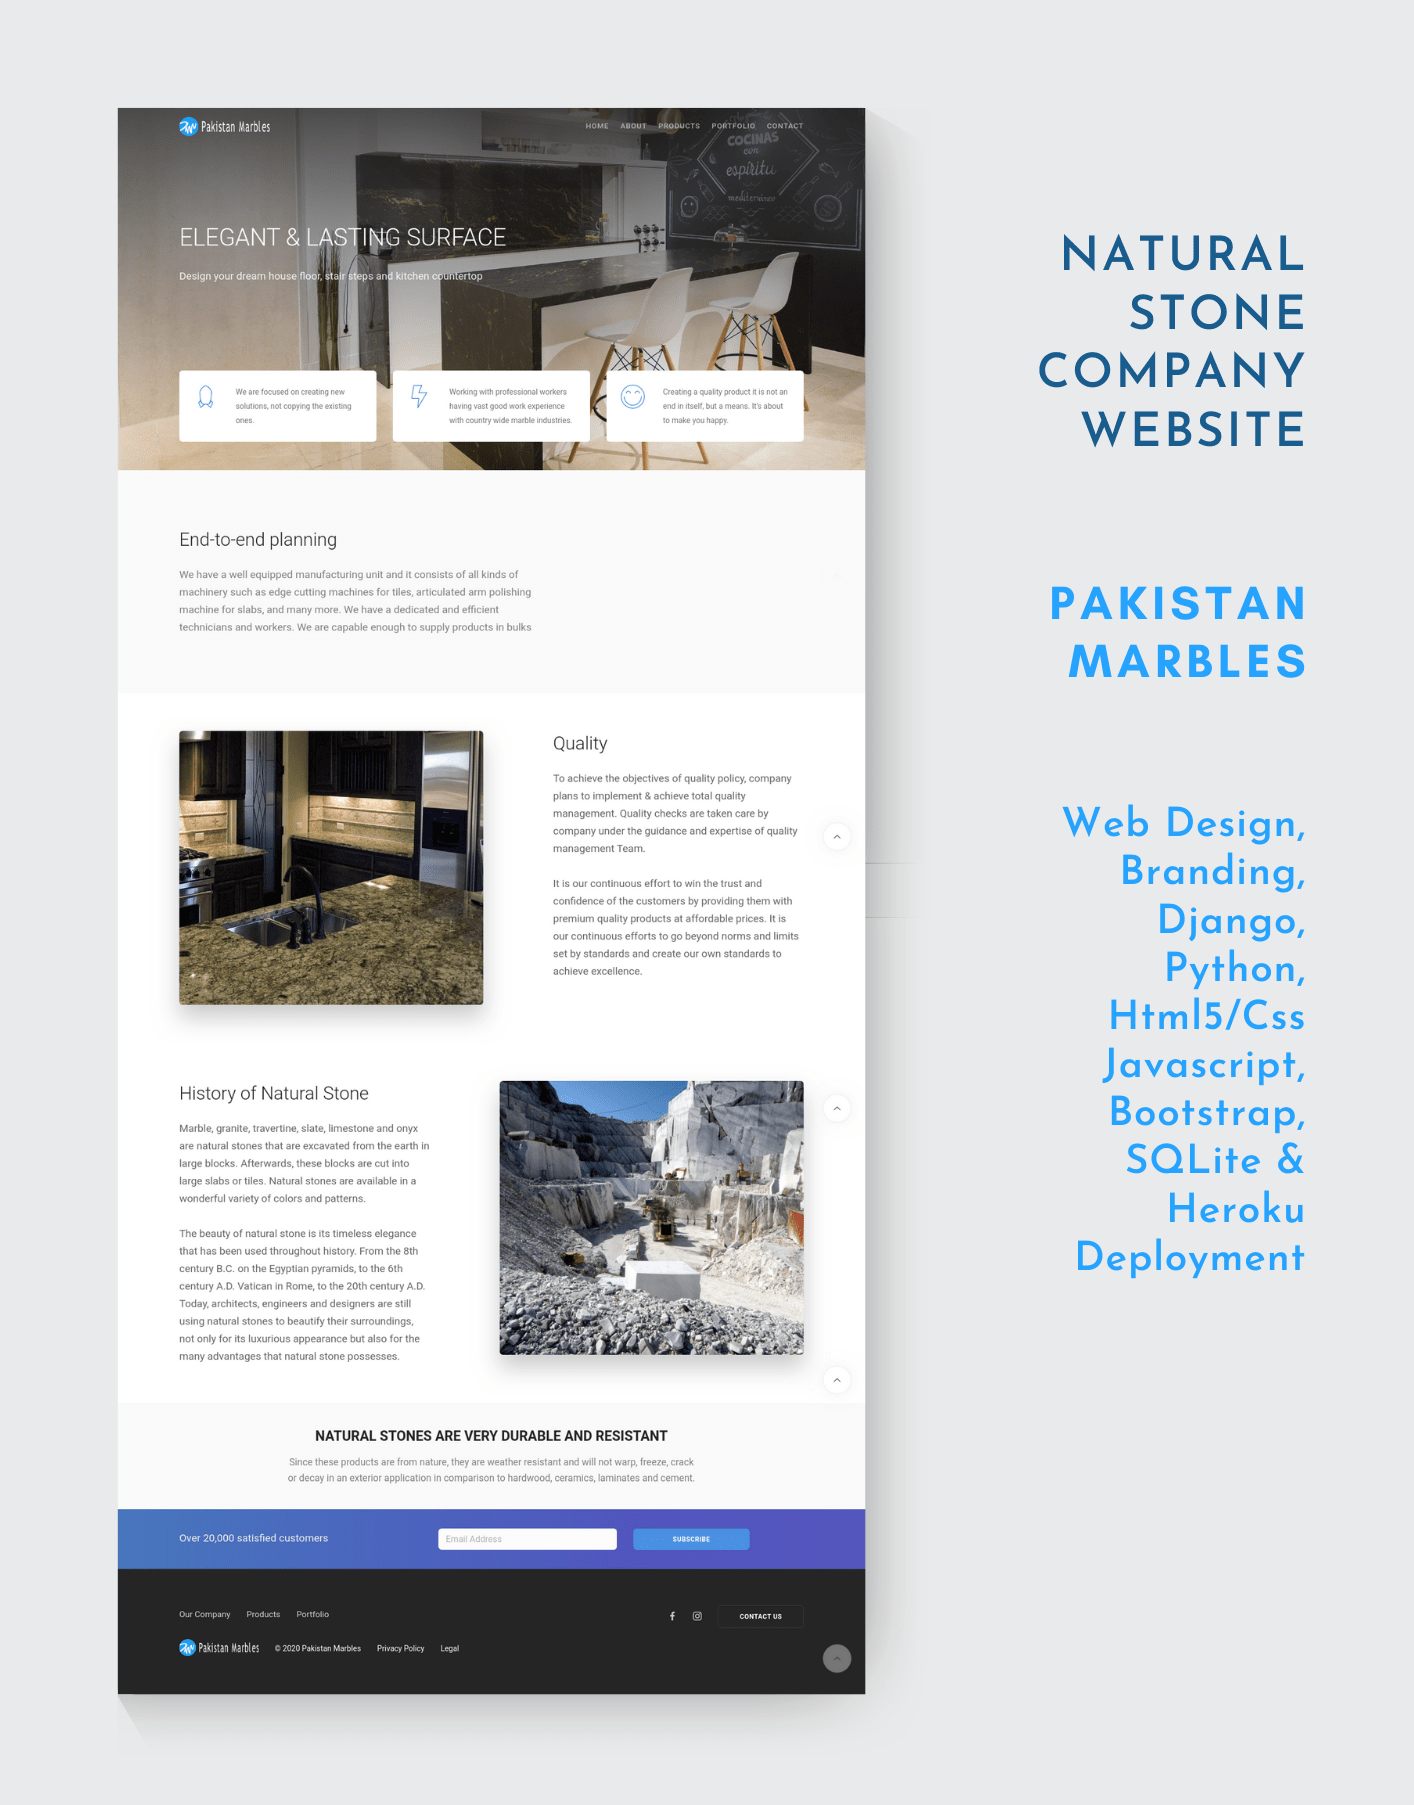 Pakistan Marbles
HOME ABOUT PRODUCTS PORTFOLIO CONTACT
COCINAS
con
espíritu
mediterráneo
ELEGANT & LASTING SURFACE
Design your dream house floor, stair steps and kitchen countertop
We are focused on creating new
solutions, not copying the existing
ones.
Working with professional workers
having vast good work experience
with country wide marble industries.
Creating a quality product it is not an
end in itself, but a means. It's about
to make you happy.
End-to-end planning
We have a well equipped manufacturing unit and it consists of all kinds of
machinery such as edge cutting machines for tiles, articulated arm polishing
machine for slabs, and many more. We have a dedicated and efficient
technicians and workers. We are capable enough to supply products in bulks
Quality
To achieve the objectives of quality policy, company
plans to implement & achieve total quality
management. Quality checks are taken care by
company under the guidance and expertise of quality
management Team.
It is our continuous effort to win the trust and
confidence of the customers by providing them with
premium quality products at affordable prices. It is
our continuous efforts to go beyond norms and limits
set by standards and create our own standards to
achieve excellence.
History of Natural Stone
Marble, granite, travertine, slate, limestone and onyx
are natural stones that are excavated from the earth in
large blocks. Afterwards, these blocks are cut into
large slabs or tiles. Natural stones are available in a
wonderful variety of colors and patterns.
The beauty of natural stone is its timeless elegance
that has been used throughout history. From the 8th
century B.C. on the Egyptian pyramids, to the 6th
century A.D. Vatican in Rome, to the 20th century A.D.
Today, architects, engineers and designers are still
using natural stones to beautify their surroundings,
not only for its luxurious appearance but also for the
many advantages that natural stone possesses.
NATURAL STONES ARE VERY DURABLE AND RESISTANT
Since these products are from nature, they are weather resistant and will not warp, freeze, crack
or decay in an exterior application in comparison to hardwood, ceramics, laminates and cement.
Over 20,000 satisfied customers
Email Address
SUBSCRIBE
Our Company Products Portfolio
CONTACT US
Pakistan Marbles © 2020 Pakistan Marbles Privacy Policy Legal
NATURAL
STONE
COMPANY
WEBSITE
PAKISTAN
MARBLES
Web Design,
Branding,
Django,
Python,
Html5/Css
Javascript,
Bootstrap,
SQLite &
Heroku
Deployment